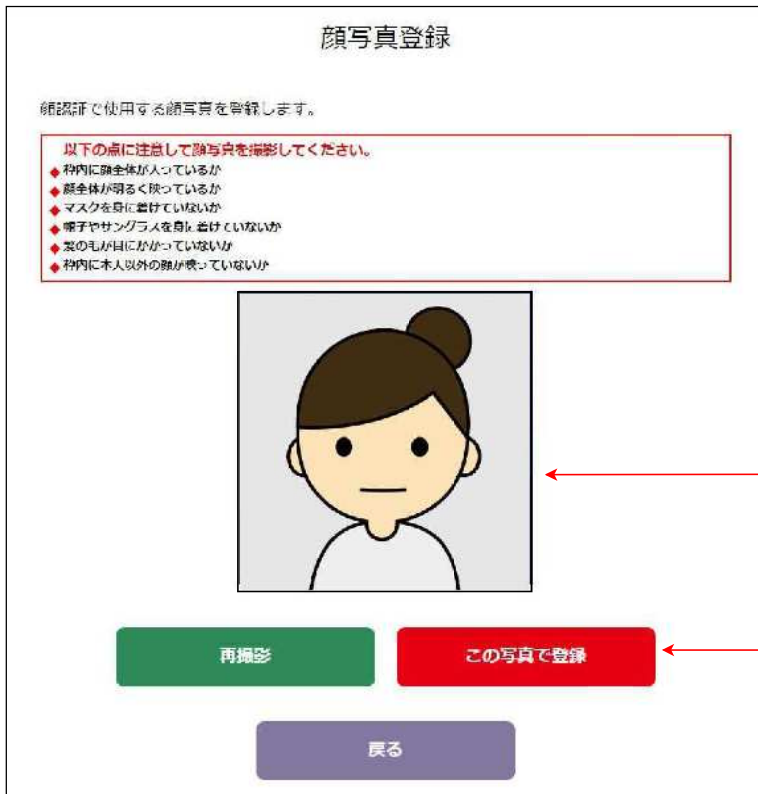 顔写真登録
顔認証で使用する顔写真を登録します。
以下の点に注意して顔写真を撮影してください。
◆枠内に顔全体が入っているか
◆顔全体が明るく映っているか
◆マスクを身に着けていないか
◆帽子やサングラスを身に着けていないか
◆髪の毛が目にかかっていないか
◆枠内に本人以外の顔が映っていないか
再撮影
この写真で登録
戻る